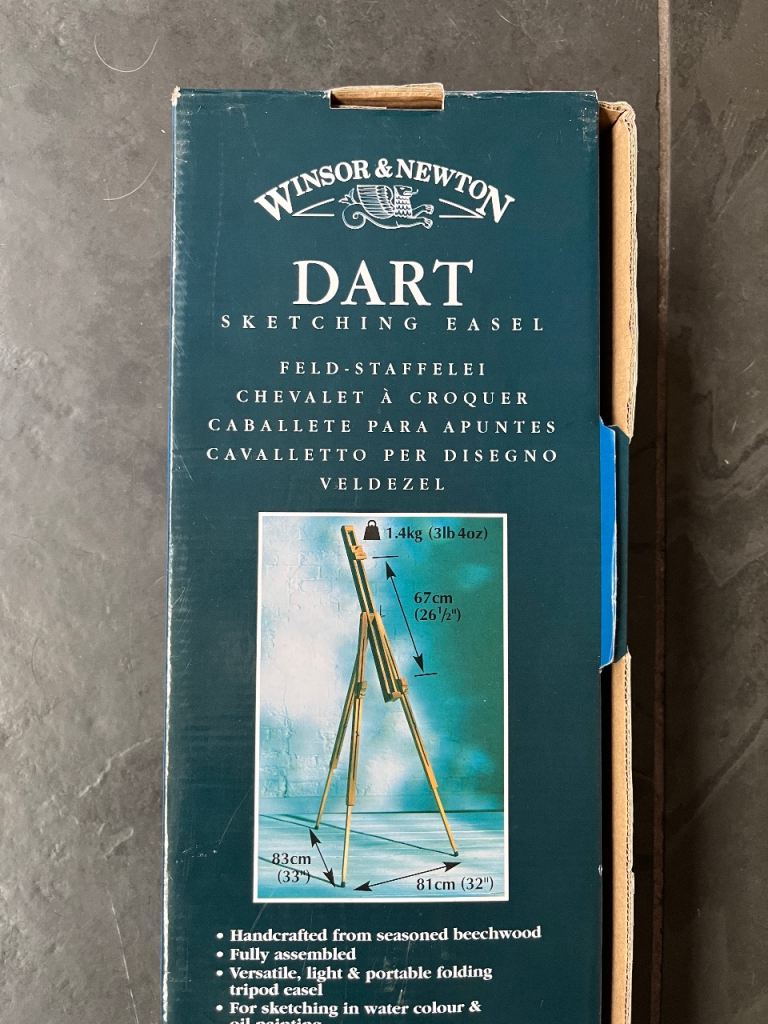 WINSOR & NEWTON
DART
SKETCHING EASEL
FELD-STAFFELEI
CHEVALET À CROQUER
CABALLETE PARA APUNTES
CAVALLETTO PER DISEGNO
VELDEZEL
1.4kg (3lb 4oz)
67cm
(26½")
83cm
(33")
81cm (32")
• Handcrafted from seasoned beechwood
• Fully assembled
• Versatile, light & portable folding
tripod easel
• For sketching in water colour &
oil painting